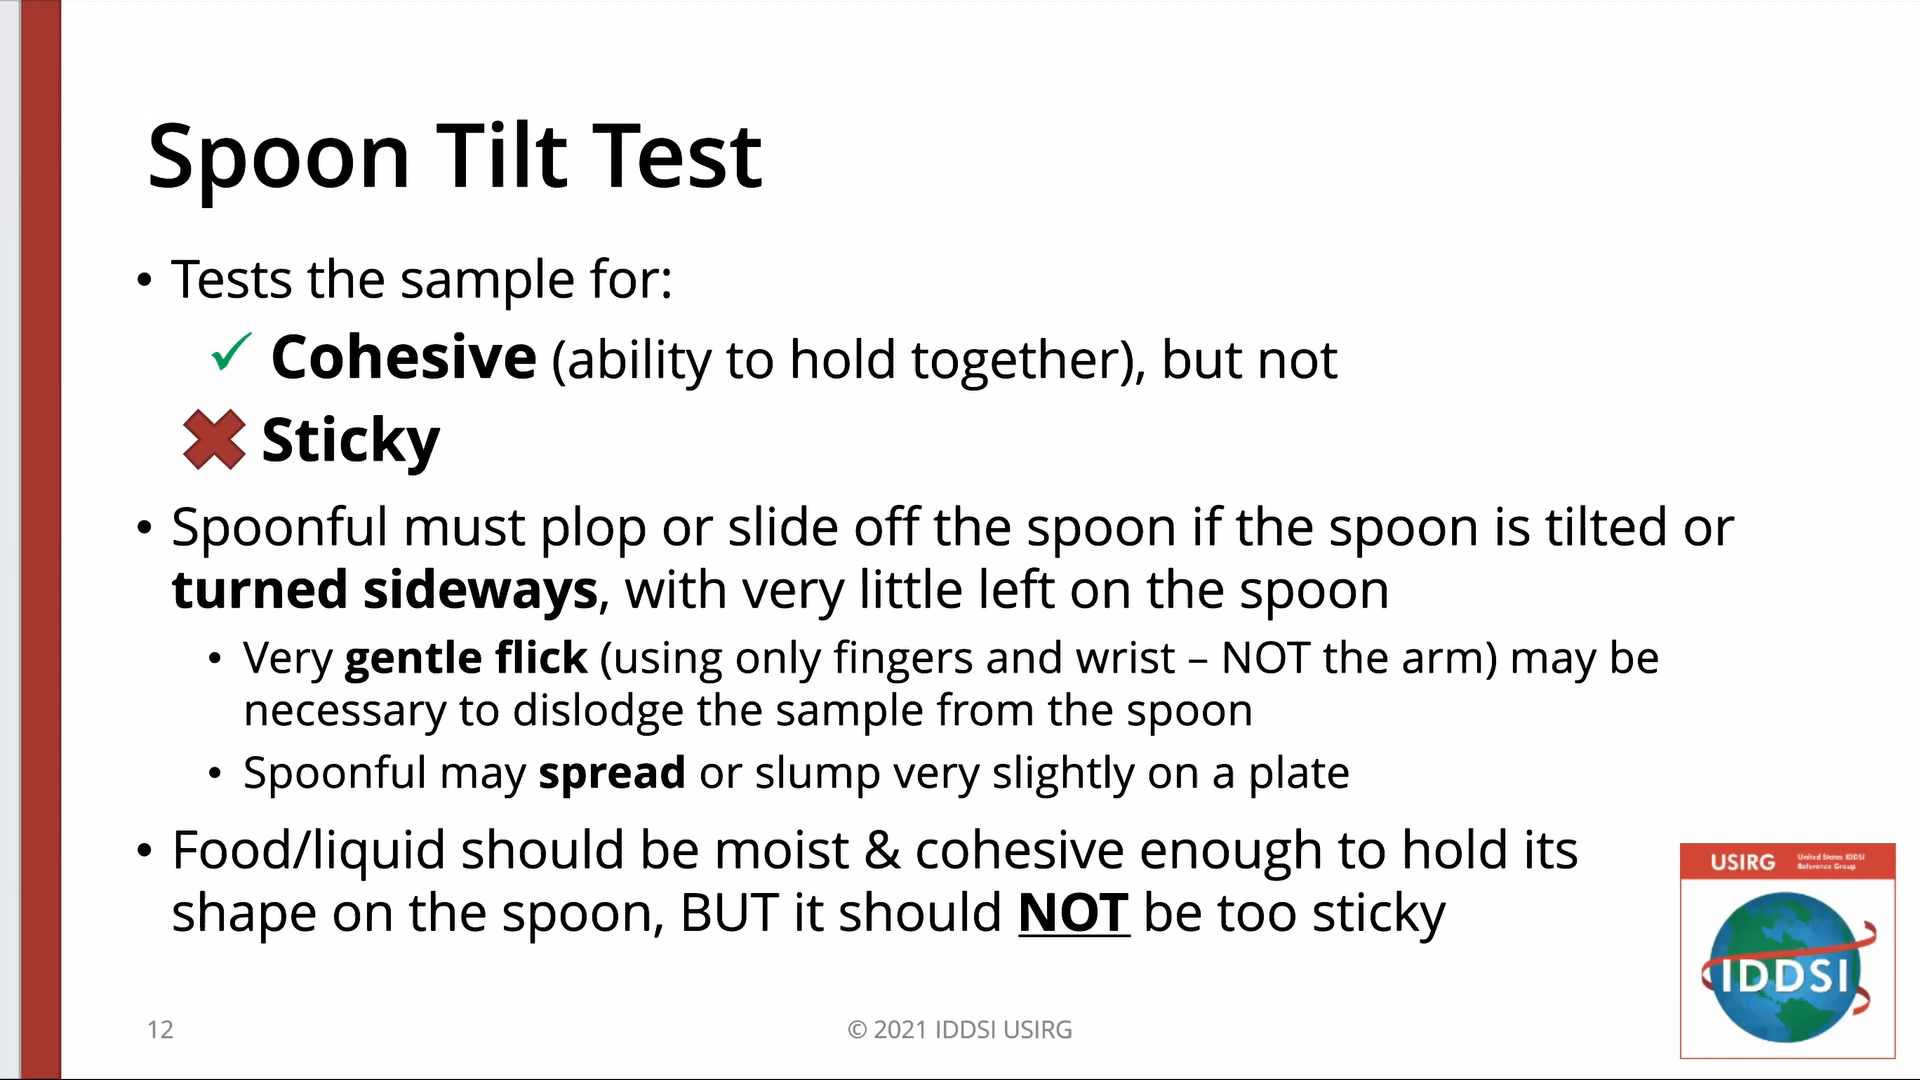 Spoon Tilt Test
• Tests the sample for:
✓ Cohesive (ability to hold together), but not
✖ Sticky
• Spoonful must plop or slide off the spoon if the spoon is tilted or
turned sideways, with very little left on the spoon
• Very gentle flick (using only fingers and wrist – NOT the arm) may be
necessary to dislodge the sample from the spoon
• Spoonful may spread or slump very slightly on a plate
• Food/liquid should be moist & cohesive enough to hold its
shape on the spoon, BUT it should NOT be too sticky
USIRG United States IDDSI
Reference Group
IDDSI
12
© 2021 IDDSI USIRG